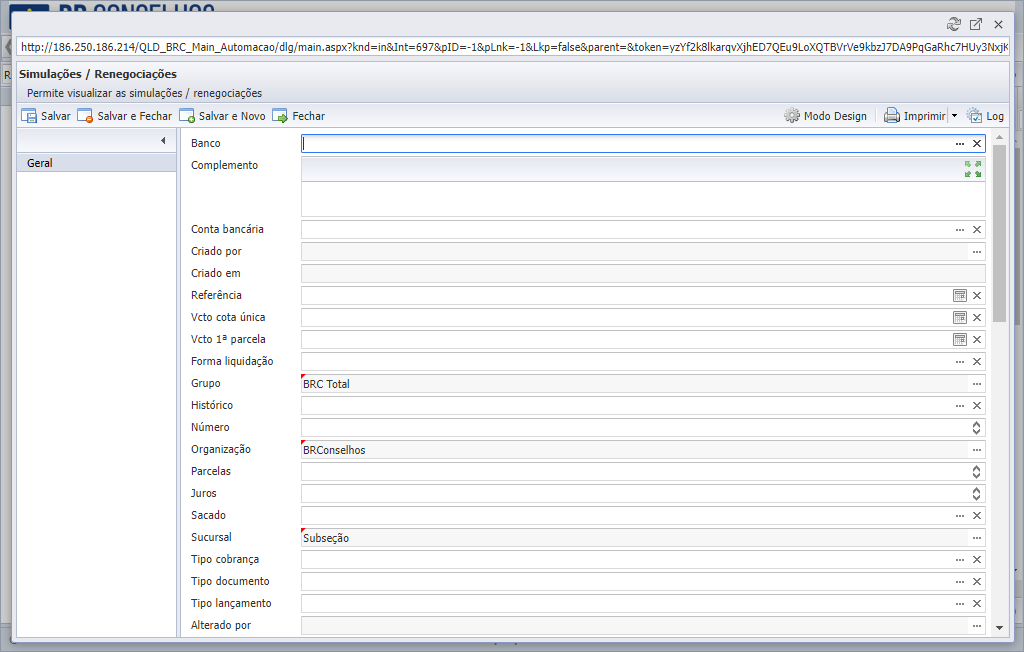 BR CONSELHOS
http://186.250.186.214/QLD_BRC_Main_Automacao/dlg/main.aspx?knd=in&Int=697&pID=-1&pLnk=-1&Lkp=false&parent=&token=yzYf2k8lkarqvXjhED7QEu9LoXQTBVrVe9kbzJ7DA9PqGaRhc7HUy3NxjK
Simulações / Renegociações
Permite visualizar as simulações / renegociações
Salvar Salvar e Fechar Salvar e Novo Fechar Modo Design Imprimir Log
Geral
Banco
Complemento
Conta bancária
Criado por
Criado em
Referência
Vcto cota única
Vcto 1ª parcela
Forma liquidação
Grupo BRC Total
Histórico
Número
Organização BRConselhos
Parcelas
Juros
Sacado
Sucursal Subseção
Tipo cobrança
Tipo documento
Tipo lançamento
Alterado por